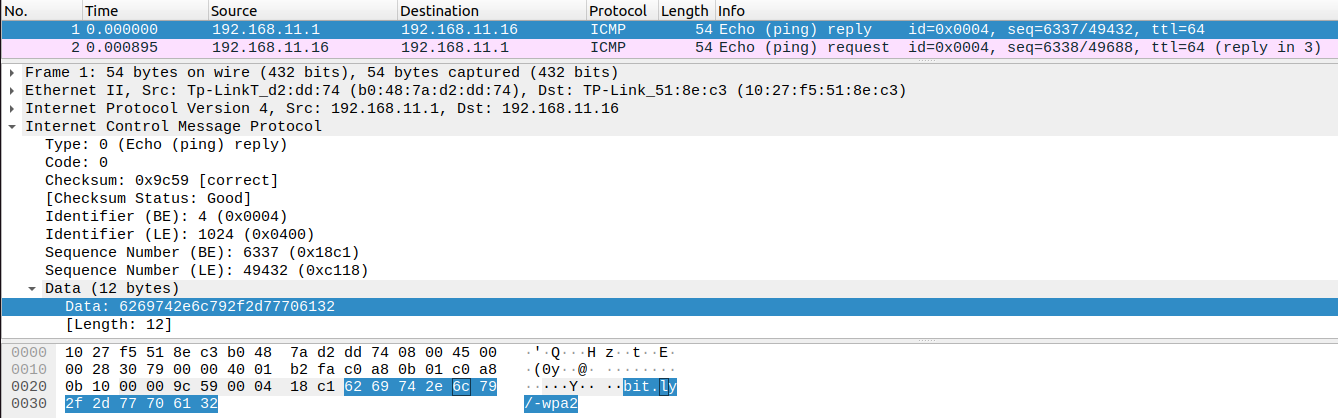 No. Time Source Destination Protocol Length Info
1 0.000000 192.168.11.1 192.168.11.16 ICMP 54 Echo (ping) reply id=0x0004, seq=6337/49432, ttl=64
2 0.000895 192.168.11.16 192.168.11.1 ICMP 54 Echo (ping) request id=0x0004, seq=6338/49688, ttl=64 (reply in 3)
Frame 1: 54 bytes on wire (432 bits), 54 bytes captured (432 bits)
Ethernet II, Src: Tp-LinkT_d2:dd:74 (b0:48:7a:d2:dd:74), Dst: TP-Link_51:8e:c3 (10:27:f5:51:8e:c3)
Internet Protocol Version 4, Src: 192.168.11.1, Dst: 192.168.11.16
Internet Control Message Protocol
Type: 0 (Echo (ping) reply)
Code: 0
Checksum: 0x9c59 [correct]
[Checksum Status: Good]
Identifier (BE): 4 (0x0004)
Identifier (LE): 1024 (0x0400)
Sequence Number (BE): 6337 (0x18c1)
Sequence Number (LE): 49432 (0xc118)
Data (12 bytes)
Data: 6269742e6c792f2d77706132
[Length: 12]
0000 10 27 f5 51 8e c3 b0 48 7a d2 dd 74 08 00 45 00 ·'·Q···H z··t··E·
0010 00 28 30 79 00 00 40 01 b2 fa c0 a8 0b 01 c0 a8 ·(0y··@· ········
0020 0b 10 00 00 9c 59 00 04 18 c1 62 69 74 2e 6c 79 ·····Y·· ··bit.ly
0030 2f 2d 77 70 61 32 /-wpa2